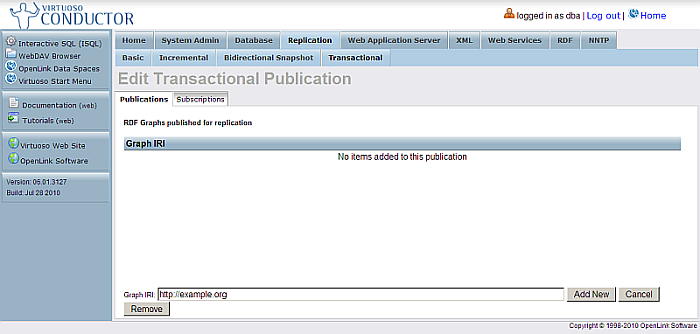 VIRTUOSO
CONDUCTOR
logged in as dba | Log out | Home
Interactive SQL (ISQL)
WebDAV Browser
OpenLink Data Spaces
Virtuoso Start Menu
Documentation (web)
Tutorials (web)
Virtuoso Web Site
OpenLink Software
Version: 06.01.3127
Build: Jul 28 2010
Home System Admin Database Replication Web Application Server XML Web Services RDF NNTP
Basic Incremental Bidirectional Snapshot Transactional
Edit Transactional Publication
Publications Subscriptions
RDF Graphs published for replication
Graph IRI
No items added to this publication
Graph IRI: http://example.org Add New Cancel
Remove
Copyright © 1998-2010 OpenLink Software